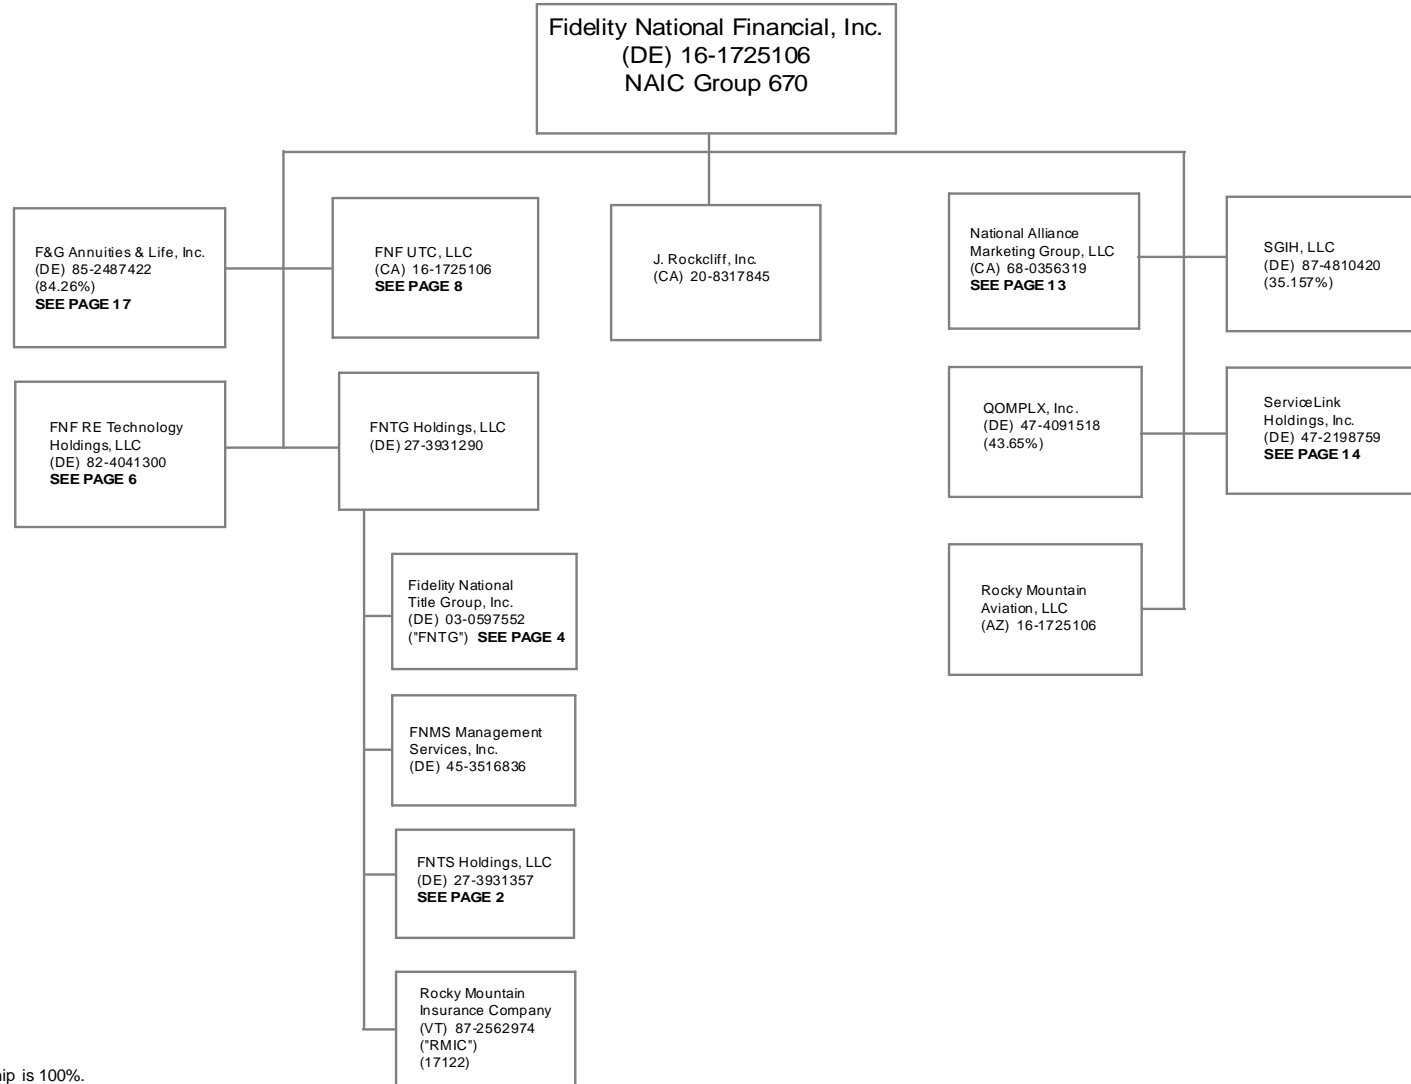 Fidelity National Financial, Inc.
(DE) 16-1725106
NAIC Group 670
F&G Annuities & Life, Inc.
(DE) 85-2487422
(84.26%)
SEE PAGE 17
FNF UTC, LLC
(CA) 16-1725106
SEE PAGE 8
J. Rockcliff, Inc.
(CA) 20-8317845
National Alliance
Marketing Group, LLC
(CA) 68-0356319
SEE PAGE 13
SGIH, LLC
(DE) 87-4810420
(35.157%)
FNF RE Technology
Holdings, LLC
(DE) 82-4041300
SEE PAGE 6
FNTG Holdings, LLC
(DE) 27-3931290
QOMPLX, Inc.
(DE) 47-4091518
(43.65%)
ServiceLink
Holdings, Inc.
(DE) 47-2198759
SEE PAGE 14
Fidelity National
Title Group, Inc.
(DE) 03-0597552
("FNTG") SEE PAGE 4
Rocky Mountain
Aviation, LLC
(AZ) 16-1725106
FNMS Management
Services, Inc.
(DE) 45-3516836
FNTS Holdings, LLC
(DE) 27-3931357
SEE PAGE 2
Rocky Mountain
Insurance Company
(VT) 87-2562974
("RMIC")
(17122)
is 100%.